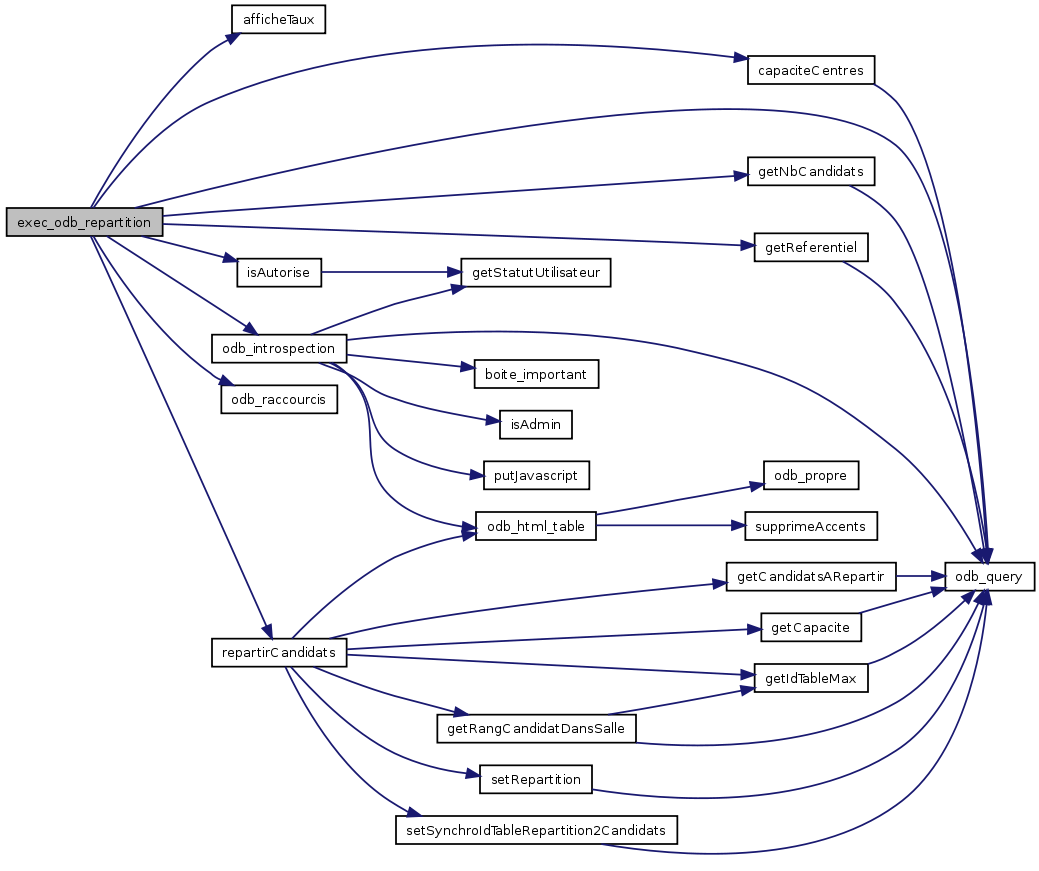 afficheTaux
capaciteCentres
getNbCandidats
exec_odb_repartition
getReferentiel
isAutorise
getStatutUtilisateur
odb_introspection
boite_important
odb_raccourcis
isAdmin
putJavascript
odb_propre
odb_html_table
supprimeAccents
getCandidatsARepartir
odb_query
getCapacite
repartirCandidats
getIdTableMax
getRangCandidatDansSalle
setRepartition
setSynchroIdTableRepartition2Candidats